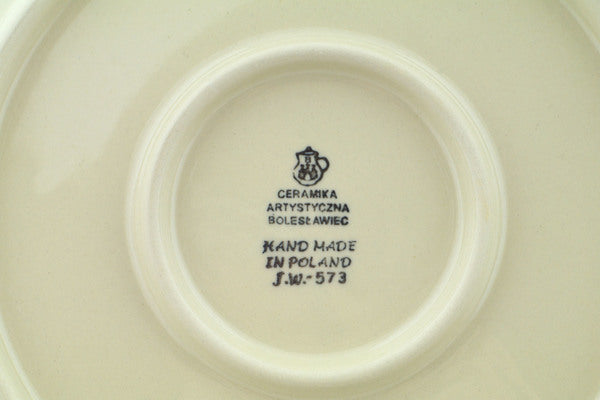 B
CERAMIKA
ARTYSTYCZNA
BOLESŁAWIEC
HAND MADE
IN POLAND
J.W.-573